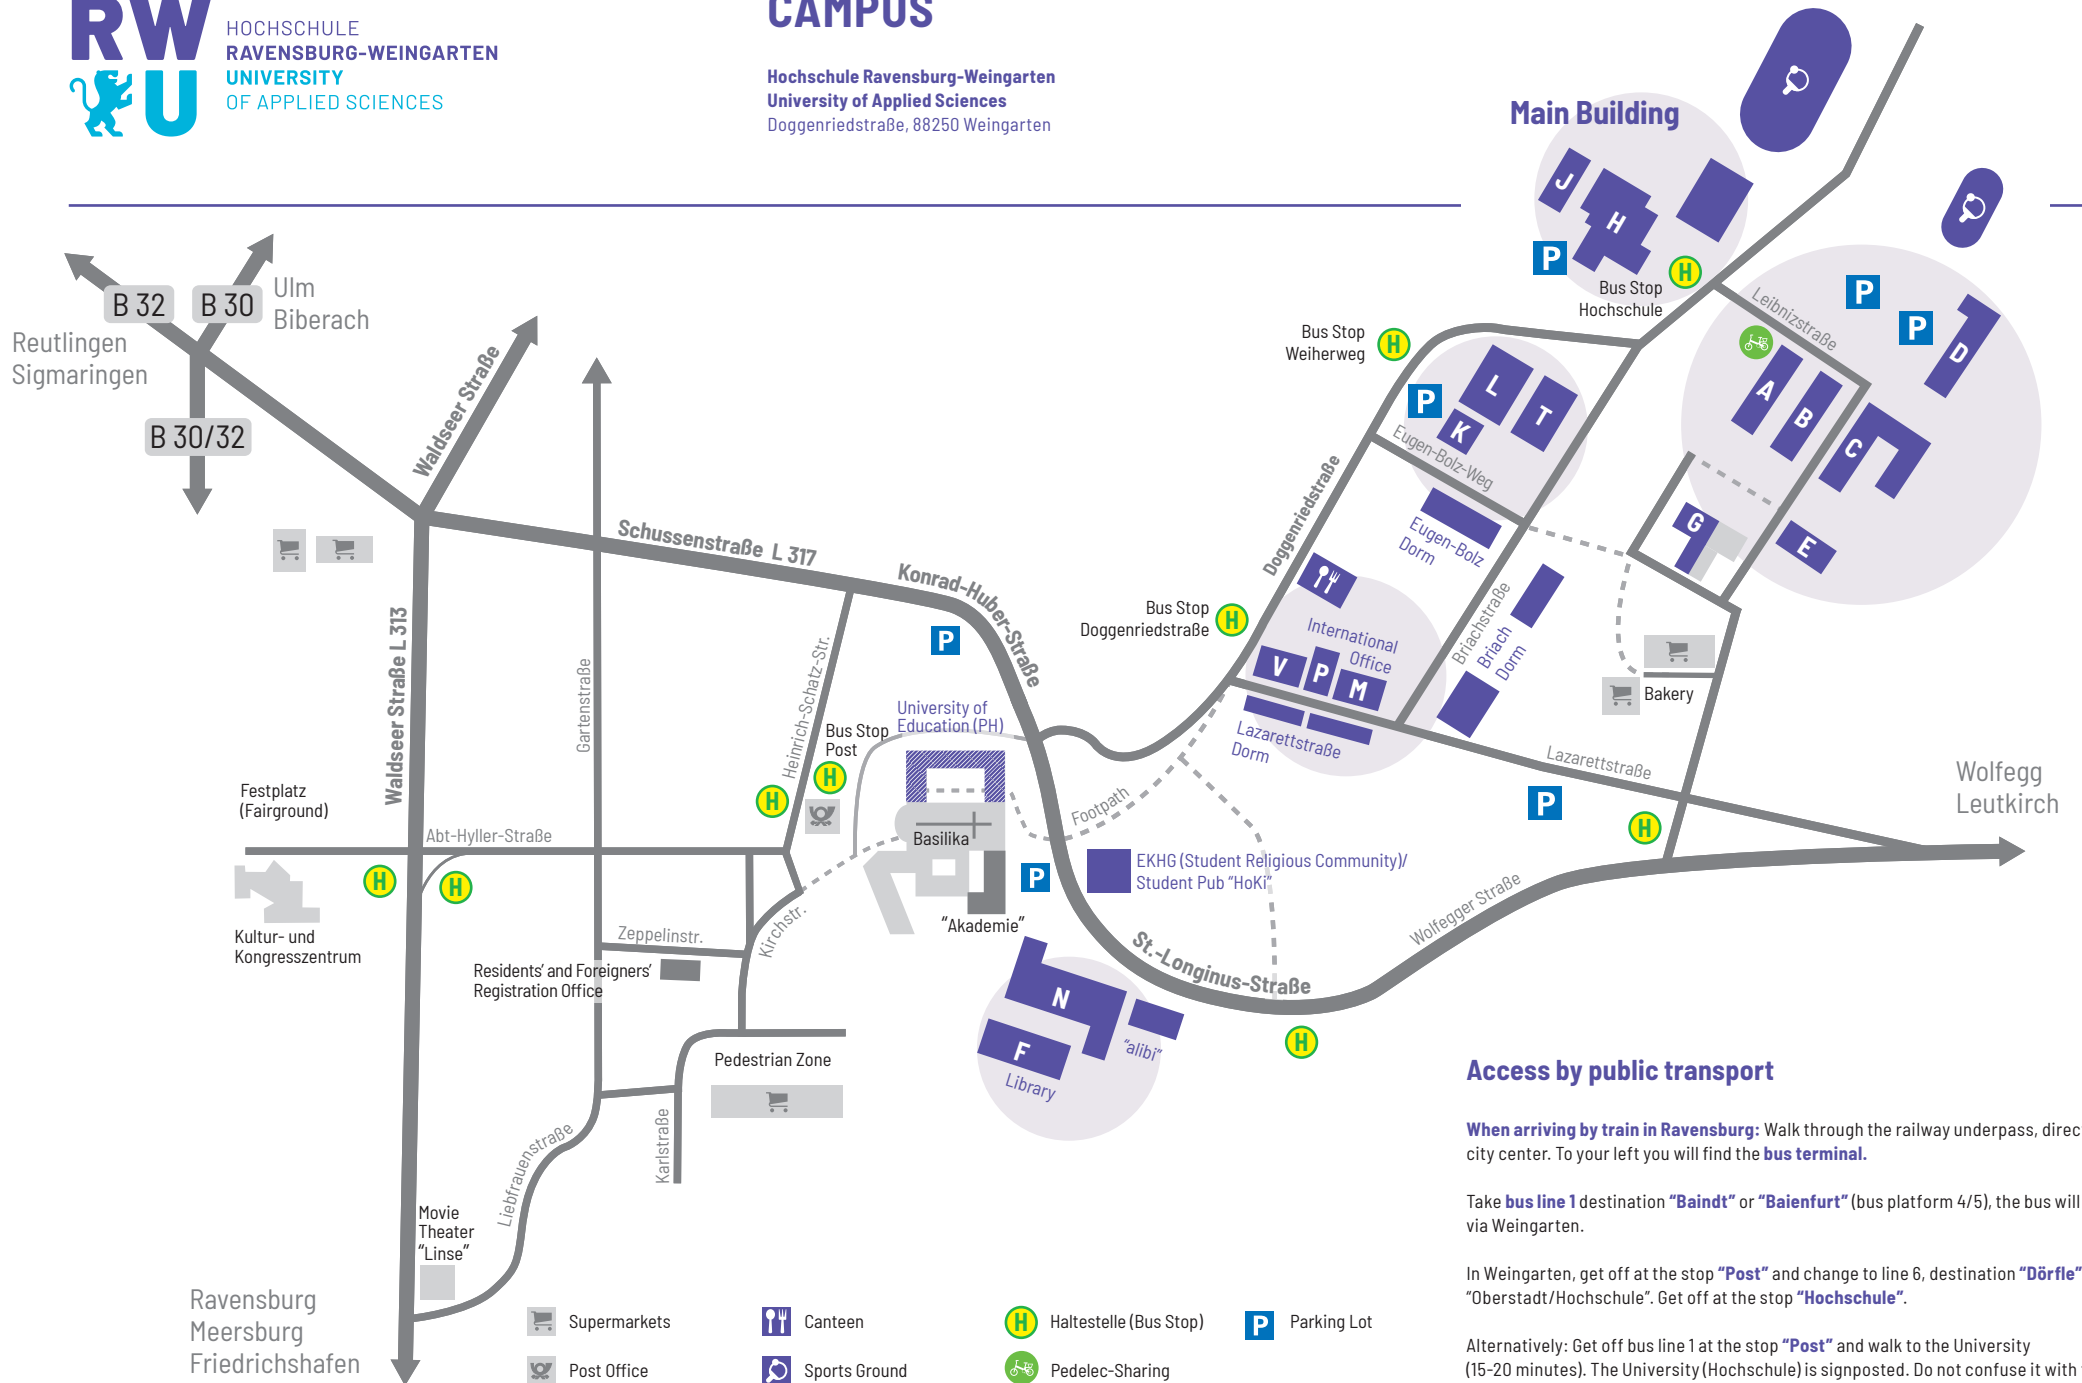 RW
U
HOCHSCHULE
RAVENSBURG-WEINGARTEN
UNIVERSITY
OF APPLIED SCIENCES
CAMPUS
Hochschule Ravensburg-Weingarten
University of Applied Sciences
Doggenriedstraße, 88250 Weingarten
Main Building
J
H
P
H
Bus Stop
Hochschule
Leibnizstraße
P
P
D
A
B
C
G
E
B 32
B 30
Ulm
Biberach
Reutlingen
Sigmaringen
B 30/32
Waldseer Straße
Bus Stop
Weiherweg
H
P
L
T
K
Eugen-Bolz-Weg
Eugen-Bolz
Dorm
Doggenriedstraße
Schussenstraße L 317
Konrad-Huber-Straße
P
Bus Stop
Doggenriedstraße
H
International
Office
V
P
M
Lazarettstraße
Dorm
Briachstraße
Briach
Dorm
Bakery
Lazarettstraße
P
H
Wolfegg
Leutkirch
Waldseer Straße L 313
Gartenstraße
Heinrich-Schatz-Str.
University of
Education (PH)
Bus Stop
Post
H
H
Festplatz
(Fairground)
Abt-Hyller-Straße
H
H
Basilika
Footpath
P
EKHG (Student Religious Community)/
Student Pub “HoKi”
“Akademie”
Kultur- und
Kongresszentrum
Zeppelinstr.
Kirchstr.
Residents’ and Foreigners’
Registration Office
St.-Longinus-Straße
Wolfegger Straße
H
N
F
“alibi”
Library
Pedestrian Zone
Karlstraße
Liebfrauenstraße
Movie
Theater
“Linse”
Ravensburg
Meersburg
Friedrichshafen
Supermarkets
Canteen
H
Haltestelle (Bus Stop)
P
Parking Lot
Post Office
Sports Ground
Pedelec-Sharing
Access by public transport
When arriving by train in Ravensburg: Walk through the railway underpass, direc
city center. To your left you will find the bus terminal.
Take bus line 1 destination “Baindt” or “Baienfurt” (bus platform 4/5), the bus will
via Weingarten.
In Weingarten, get off at the stop “Post” and change to line 6, destination “Dörfle”
“Oberstadt/Hochschule”. Get off at the stop “Hochschule”.
Alternatively: Get off bus line 1 at the stop “Post” and walk to the University
(15-20 minutes). The University (Hochschule) is signposted. Do not confuse it with